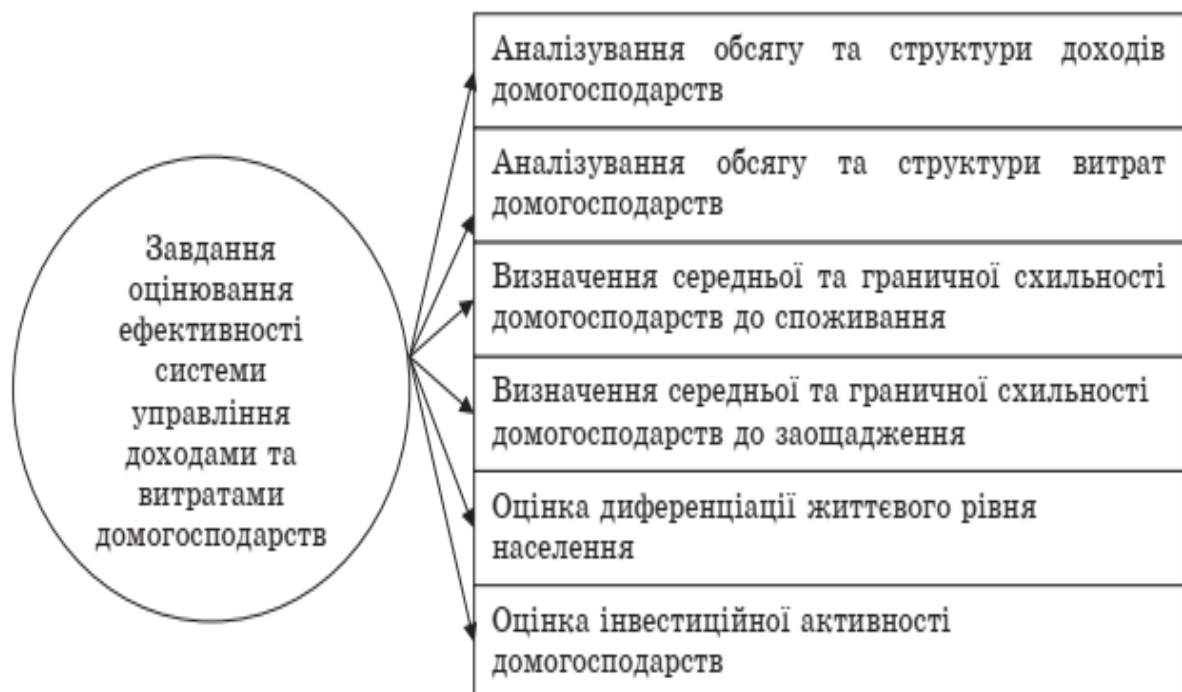 Завдання
оцінювання
ефективності
системи
управління
доходами та
витратами
домогосподарств
Аналізування обсягу та структури доходів
домогосподарств
Аналізування обсягу та структури витрат
домогосподарств
Визначення середньої та граничної схильності
домогосподарств до споживання
Визначення середньої та граничної схильності
домогосподарств до заощадження
Оцінка диференціації життєвого рівня
населення
Оцінка інвестиційної активності
домогосподарств